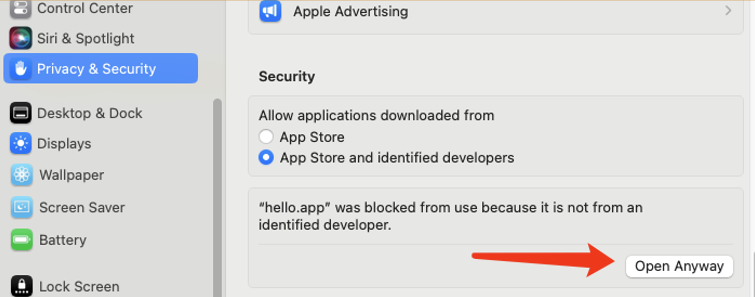 Control Center
Siri & Spotlight
Privacy & Security
Desktop & Dock
Displays
Wallpaper
Screen Saver
Battery
Lock Screen
Apple Advertising
Security
Allow applications downloaded from
App Store
App Store and identified developers
“hello.app” was blocked from use because it is not from an
identified developer.
Open Anyway